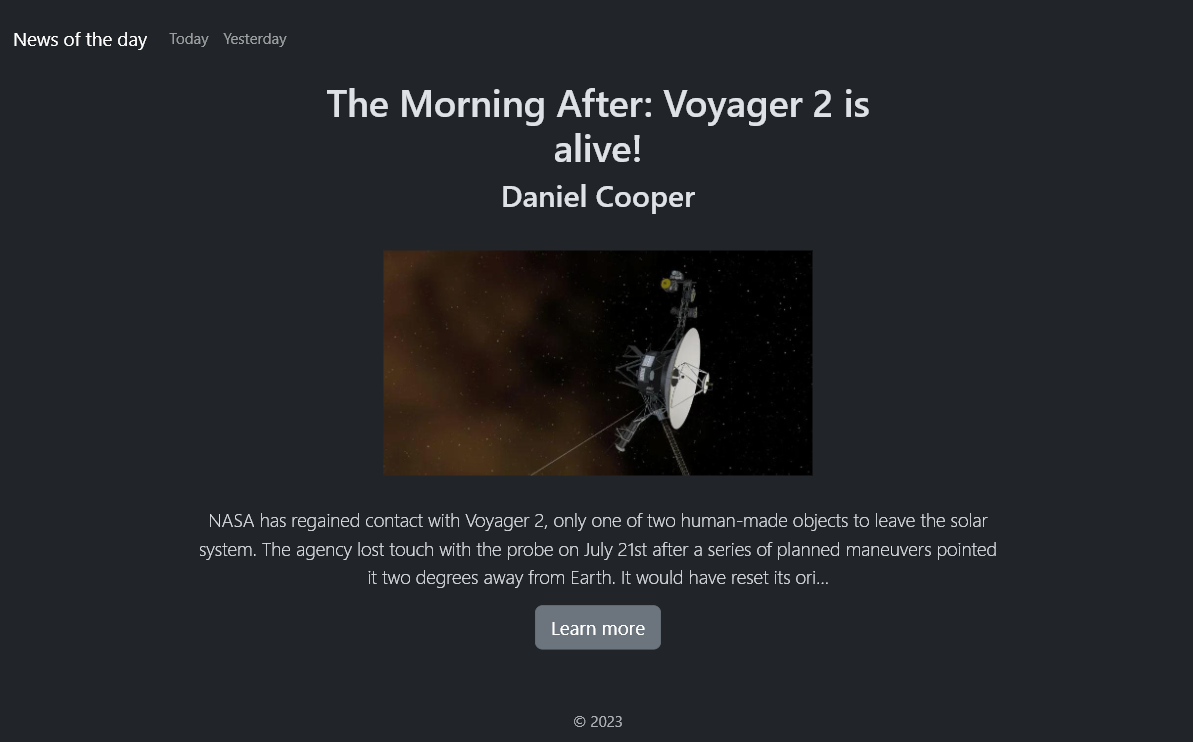 News of the day Today Yesterday
The Morning After: Voyager 2 is
alive!
Daniel Cooper
NASA has regained contact with Voyager 2, only one of two human-made objects to leave the solar
system. The agency lost touch with the probe on July 21st after a series of planned maneuvers pointed
it two degrees away from Earth. It would have reset its ori...
Learn more
© 2023